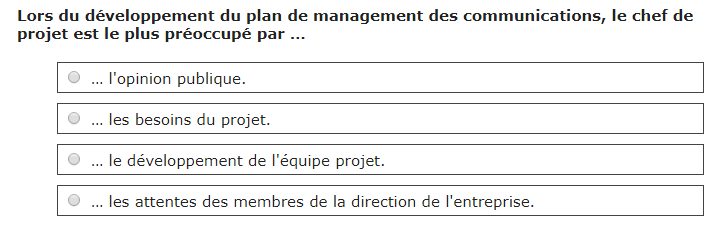 Lors du développement du plan de management des communications, le chef de
projet est le plus préoccupé par ...
... l'opinion publique.
... les besoins du projet.
... le développement de l'équipe projet.
... les attentes des membres de la direction de l'entreprise.